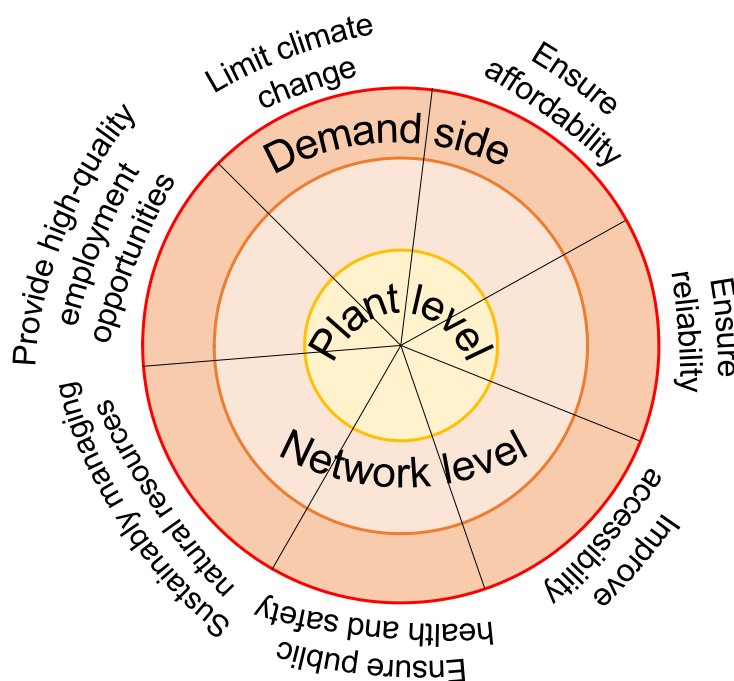 Limit climate
change
Ensure
affordability
Ensure
reliability
Improve
accessibility
Ensure public
health and safety
Sustainably managing
natural resources
Provide high-quality
employment
opportunities
Demand side
Plant level
Network level